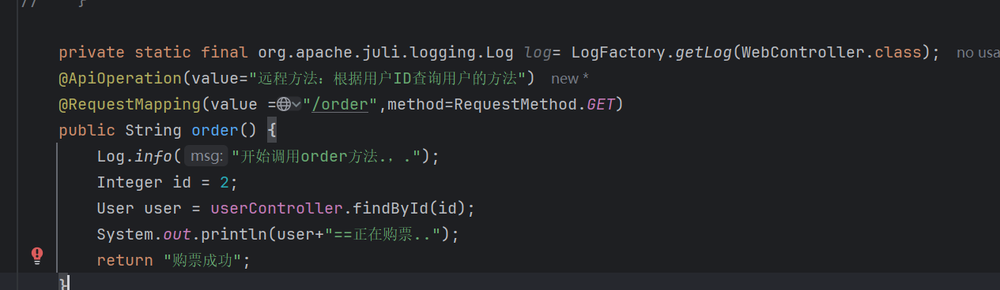 // }
private static final org.apache.juli.logging.Log log= LogFactory.getLog(WebController.class); no usa
@ApiOperation(value="远程方法：根据用户ID查询用户的方法") new *
@RequestMapping(value ="/order",method=RequestMethod.GET)
public String order() {
Log.info( msg: "开始调用order方法.，.");
Integer id = 2;
User user = userController.findById(id);
System.out.println(user+"==正在购票..");
return "购票成功";
}